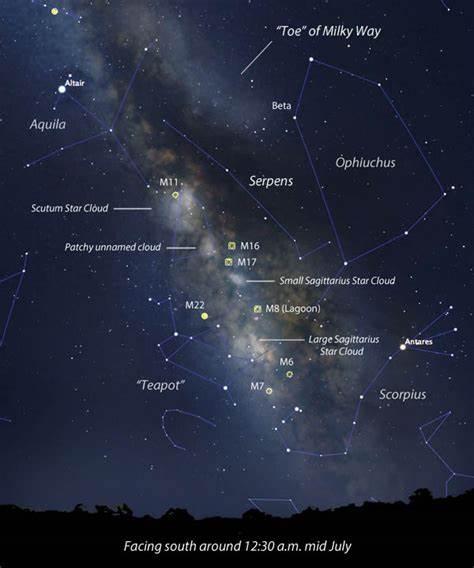 "Toe" of Milky Way
Altair
Beta
Aquila
Öphiuchus
Serpens
M11
Scutum Star Cloud
M16
Patchy unnamed cloud
M17
Small Sagittarius Star Cloud
M22
M8 (Lagoon)
Large Sagittarius
Star Cloud
Antares
M6
"Teapot"
M7
Scorpius
Facing south around 12:30 a.m. mid July